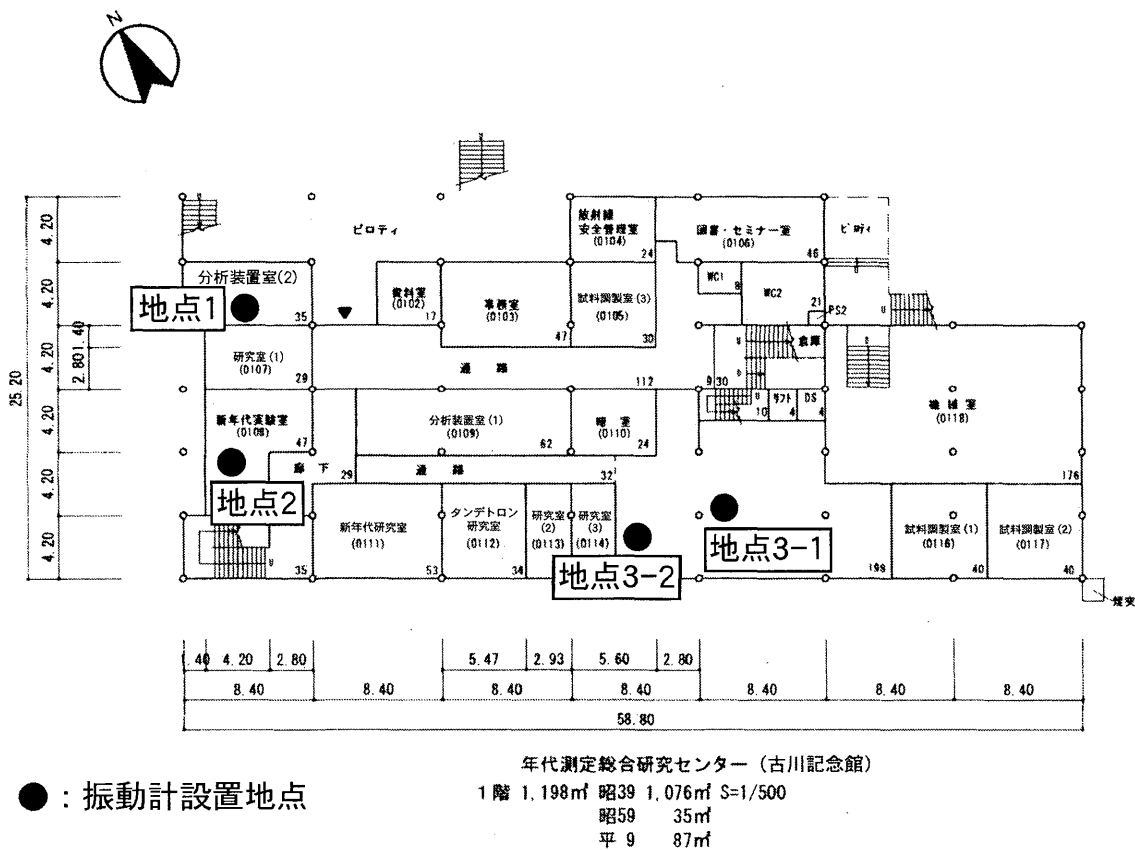 N
ピロティ
放射線
安全管理室
(0104)
24
図書・セミナー室
(0106)
46
ピロティ
分析装置室(2)
35
地点1
資料室
(0102)
17
事務室
(0103)
47
試料調製室(3)
(0105)
30
WC1
8
WC2
21
PS2
倉庫
研究室(1)
(0107)
29
通路
112
9
30
機械室
(0118)
176
新年代実験室
(0108)
47
分析装置室(1)
(0109)
62
暗室
(0110)
24
10
リフト
4
DS
4
廊下
29
通路
32
地点2
35
新年代研究室
(0111)
53
タンデトロン
研究室
(0112)
34
研究室
(2)
(0113)
研究室
(3)
(0114)
地点3-2
地点3-1
198
試料調製室(1)
(0116)
40
試料調製室(2)
(0117)
40
煙突
25.20
4.20
4.20
4.20
4.20
4.20
4.20
1.40
2.80
1.40
4.20
2.80
5.47
2.93
5.60
2.80
8.40
8.40
8.40
8.40
8.40
8.40
8.40
58.80
●：振動計設置地点
年代測定総合研究センター（古川記念館）
1階 1,198㎡ 昭39 1,076㎡ S=1/500
昭59 35㎡
平 9 87㎡